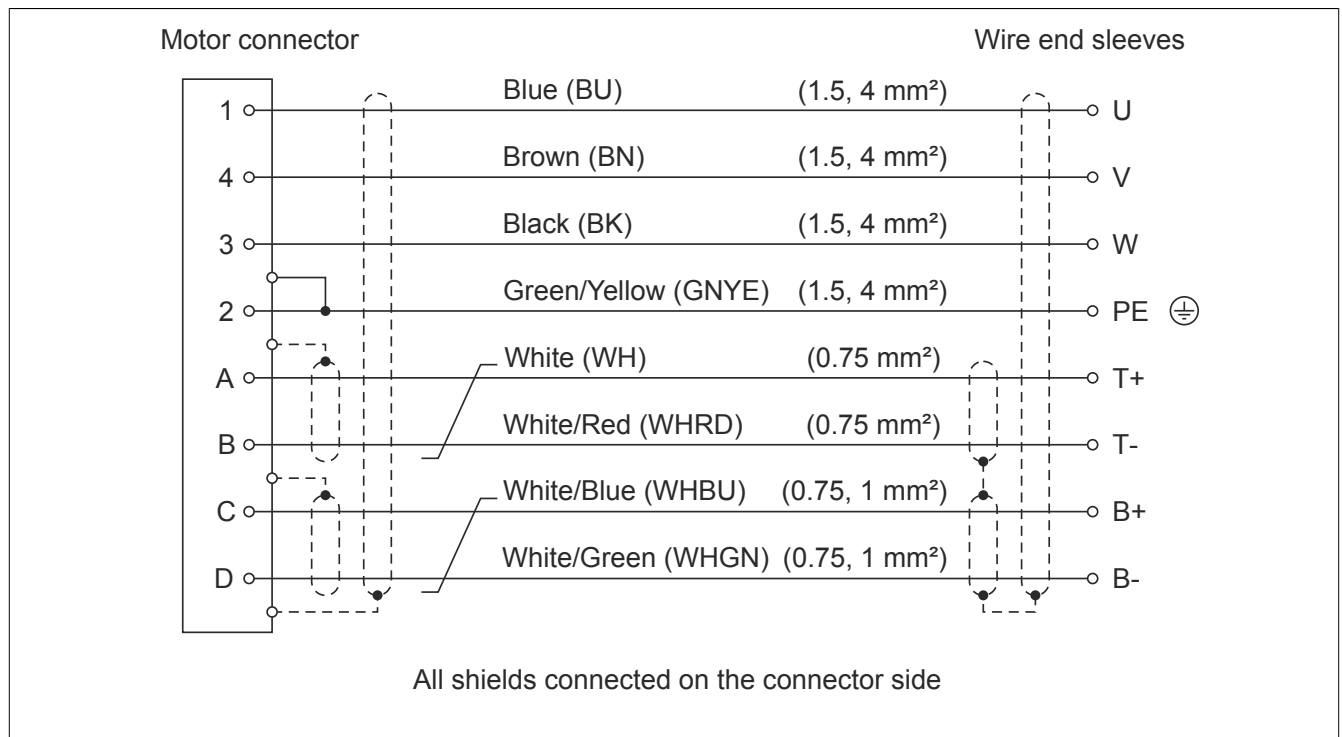 Motor connector Wire end sleeves
1 Blue (BU) (1.5, 4 mm²) U
4 Brown (BN) (1.5, 4 mm²) V
3 Black (BK) (1.5, 4 mm²) W
2 Green/Yellow (GNYE) (1.5, 4 mm²) PE
A White (WH) (0.75 mm²) T+
B White/Red (WHRD) (0.75 mm²) T-
C White/Blue (WHBU) (0.75, 1 mm²) B+
D White/Green (WHGN) (0.75, 1 mm²) B-
All shields connected on the connector side